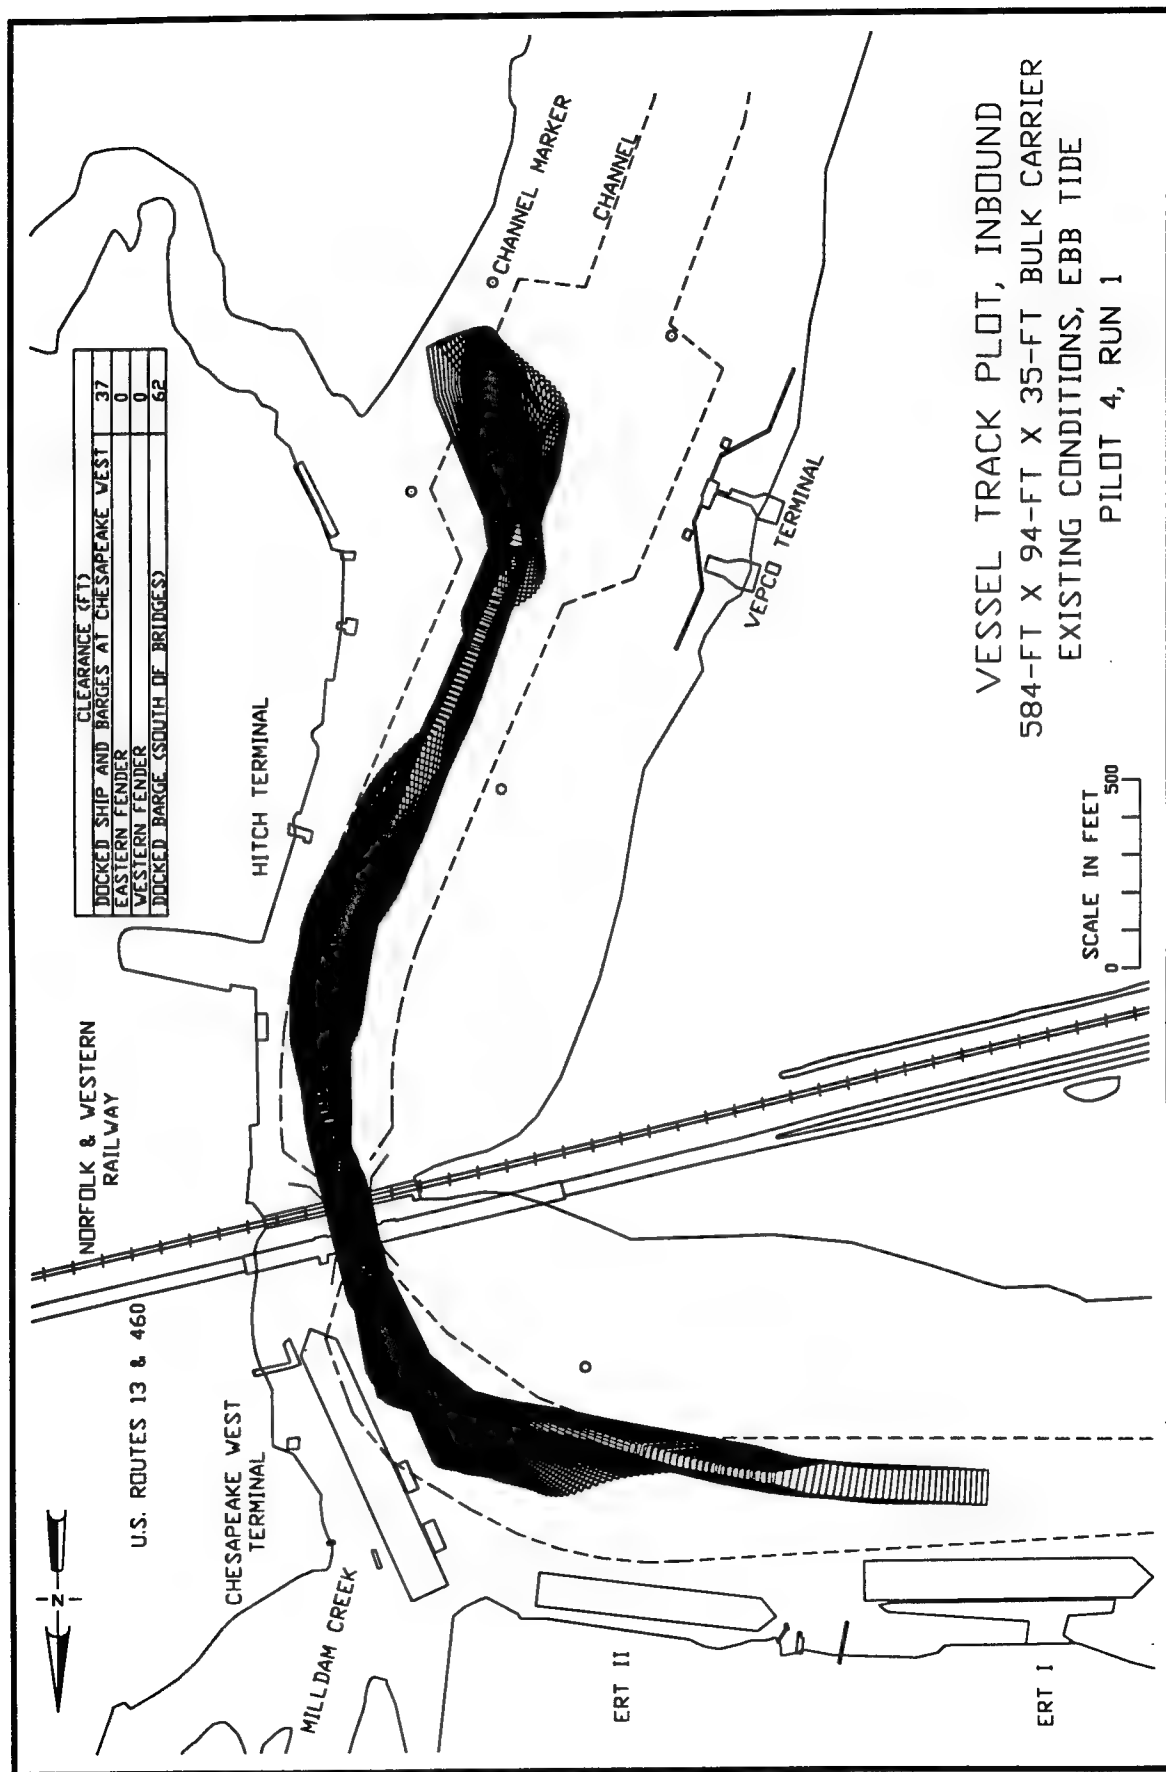 CLEARANCE (FT)
DOCKED SHIP AND BARGES AT CHESAPEAKE WEST 37
EASTERN FENDER 0
WESTERN FENDER 0
DOCKED BARGE (SOUTH OF BRIDGES) 62
N
U.S. ROUTES 13 & 460
NORFOLK & WESTERN
RAILWAY
HITCH TERMINAL
CHANNEL MARKER
CHANNEL
CHESAPEAKE WEST
TERMINAL
MILLDAM CREEK
VEPCO TERMINAL
ERT II
ERT I
SCALE IN FEET
0 500
VESSEL TRACK PLOT, INBOUND
584-FT X 94-FT X 35-FT BULK CARRIER
EXISTING CONDITIONS, EBB TIDE
PILOT 4, RUN 1